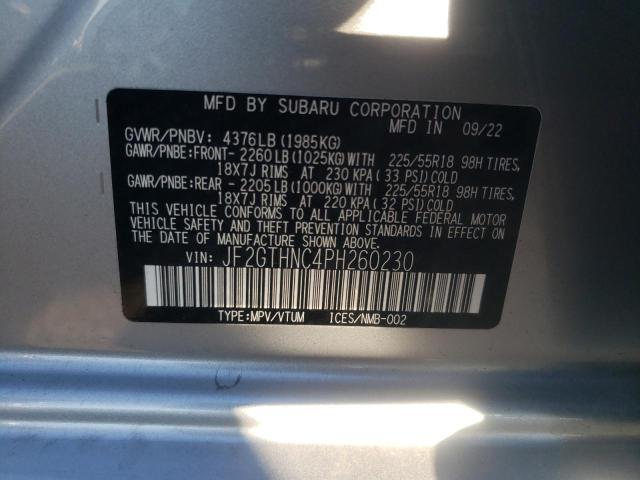 MFD BY SUBARU CORPORATION
MFD IN 09/22
GVWR/PNBV: 4376LB(1985KG)
GAWR/PNBE:FRONT- 2260LB(1025KG)WITH 225/55R18 98H TIRES,
18X7J RIMS AT 230 KPA(33 PSI)COLD
GAWR/PNBE:REAR - 2205LB(1000KG)WITH 225/55R18 98H TIRES,
18X7J RIMS AT 220 KPA(32 PSI)COLD
THIS VEHICLE CONFORMS TO ALL APPLICABLE FEDERAL MOTOR
VEHICLE SAFETY AND THEFT PREVENTION STANDARDS IN EFFECT
ON THE DATE OF MANUFACTURE SHOWN ABOVE.
VIN: JF2GTHNC4PH260230
TYPE:MPV/VTUM ICES/NMB-002